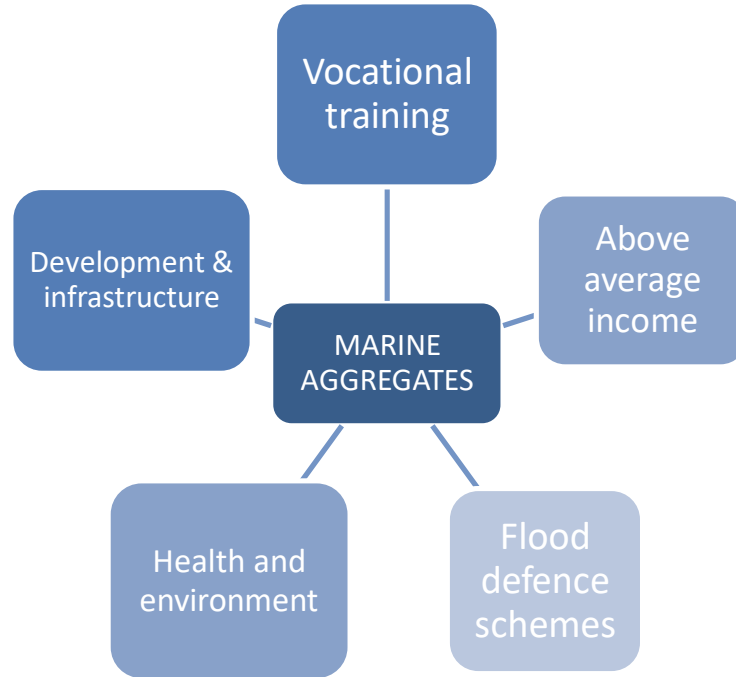 Vocational
training
Development &
infrastructure
Above
average
income
MARINE
AGGREGATES
Health and
environment
Flood
defence
schemes